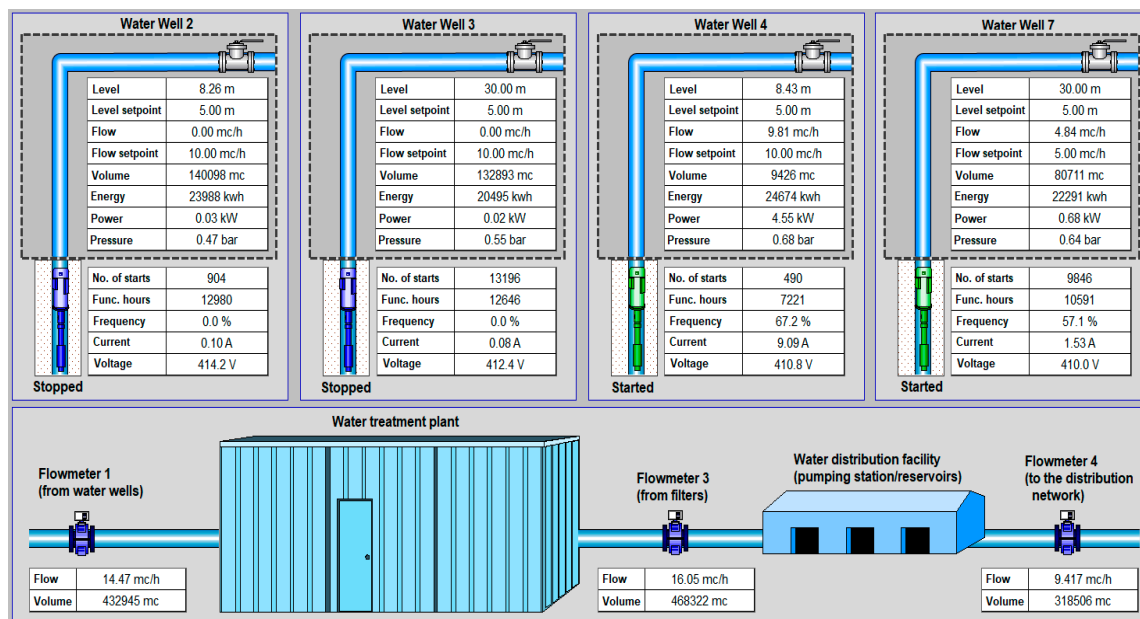 Water Well 2
Level 8.26 m
Level setpoint 5.00 m
Flow 0.00 mc/h
Flow setpoint 10.00 mc/h
Volume 140098 mc
Energy 23988 kwh
Power 0.03 kW
Pressure 0.47 bar
No. of starts 904
Func. hours 12980
Frequency 0.0 %
Current 0.10 A
Voltage 414.2 V
Stopped
Water Well 3
Level 30.00 m
Level setpoint 5.00 m
Flow 0.00 mc/h
Flow setpoint 10.00 mc/h
Volume 132893 mc
Energy 20495 kwh
Power 0.02 kW
Pressure 0.55 bar
No. of starts 13196
Func. hours 12646
Frequency 0.0 %
Current 0.08 A
Voltage 412.4 V
Stopped
Water Well 4
Level 8.43 m
Level setpoint 5.00 m
Flow 9.81 mc/h
Flow setpoint 10.00 mc/h
Volume 9426 mc
Energy 24674 kwh
Power 4.55 kW
Pressure 0.68 bar
No. of starts 490
Func. hours 7221
Frequency 67.2 %
Current 9.09 A
Voltage 410.8 V
Started
Water Well 7
Level 30.00 m
Level setpoint 5.00 m
Flow 4.84 mc/h
Flow setpoint 5.00 mc/h
Volume 80711 mc
Energy 22291 kwh
Power 0.68 kW
Pressure 0.64 bar
No. of starts 9846
Func. hours 10591
Frequency 57.1 %
Current 1.53 A
Voltage 410.0 V
Started
Water treatment plant
Flowmeter 1
(from water wells)
Flow 14.47 mc/h
Volume 432945 mc
Flowmeter 3
(from filters)
Flow 16.05 mc/h
Volume 468322 mc
Water distribution facility
(pumping station/reservoirs)
Flowmeter 4
(to the distribution
network)
Flow 9.417 mc/h
Volume 318506 mc